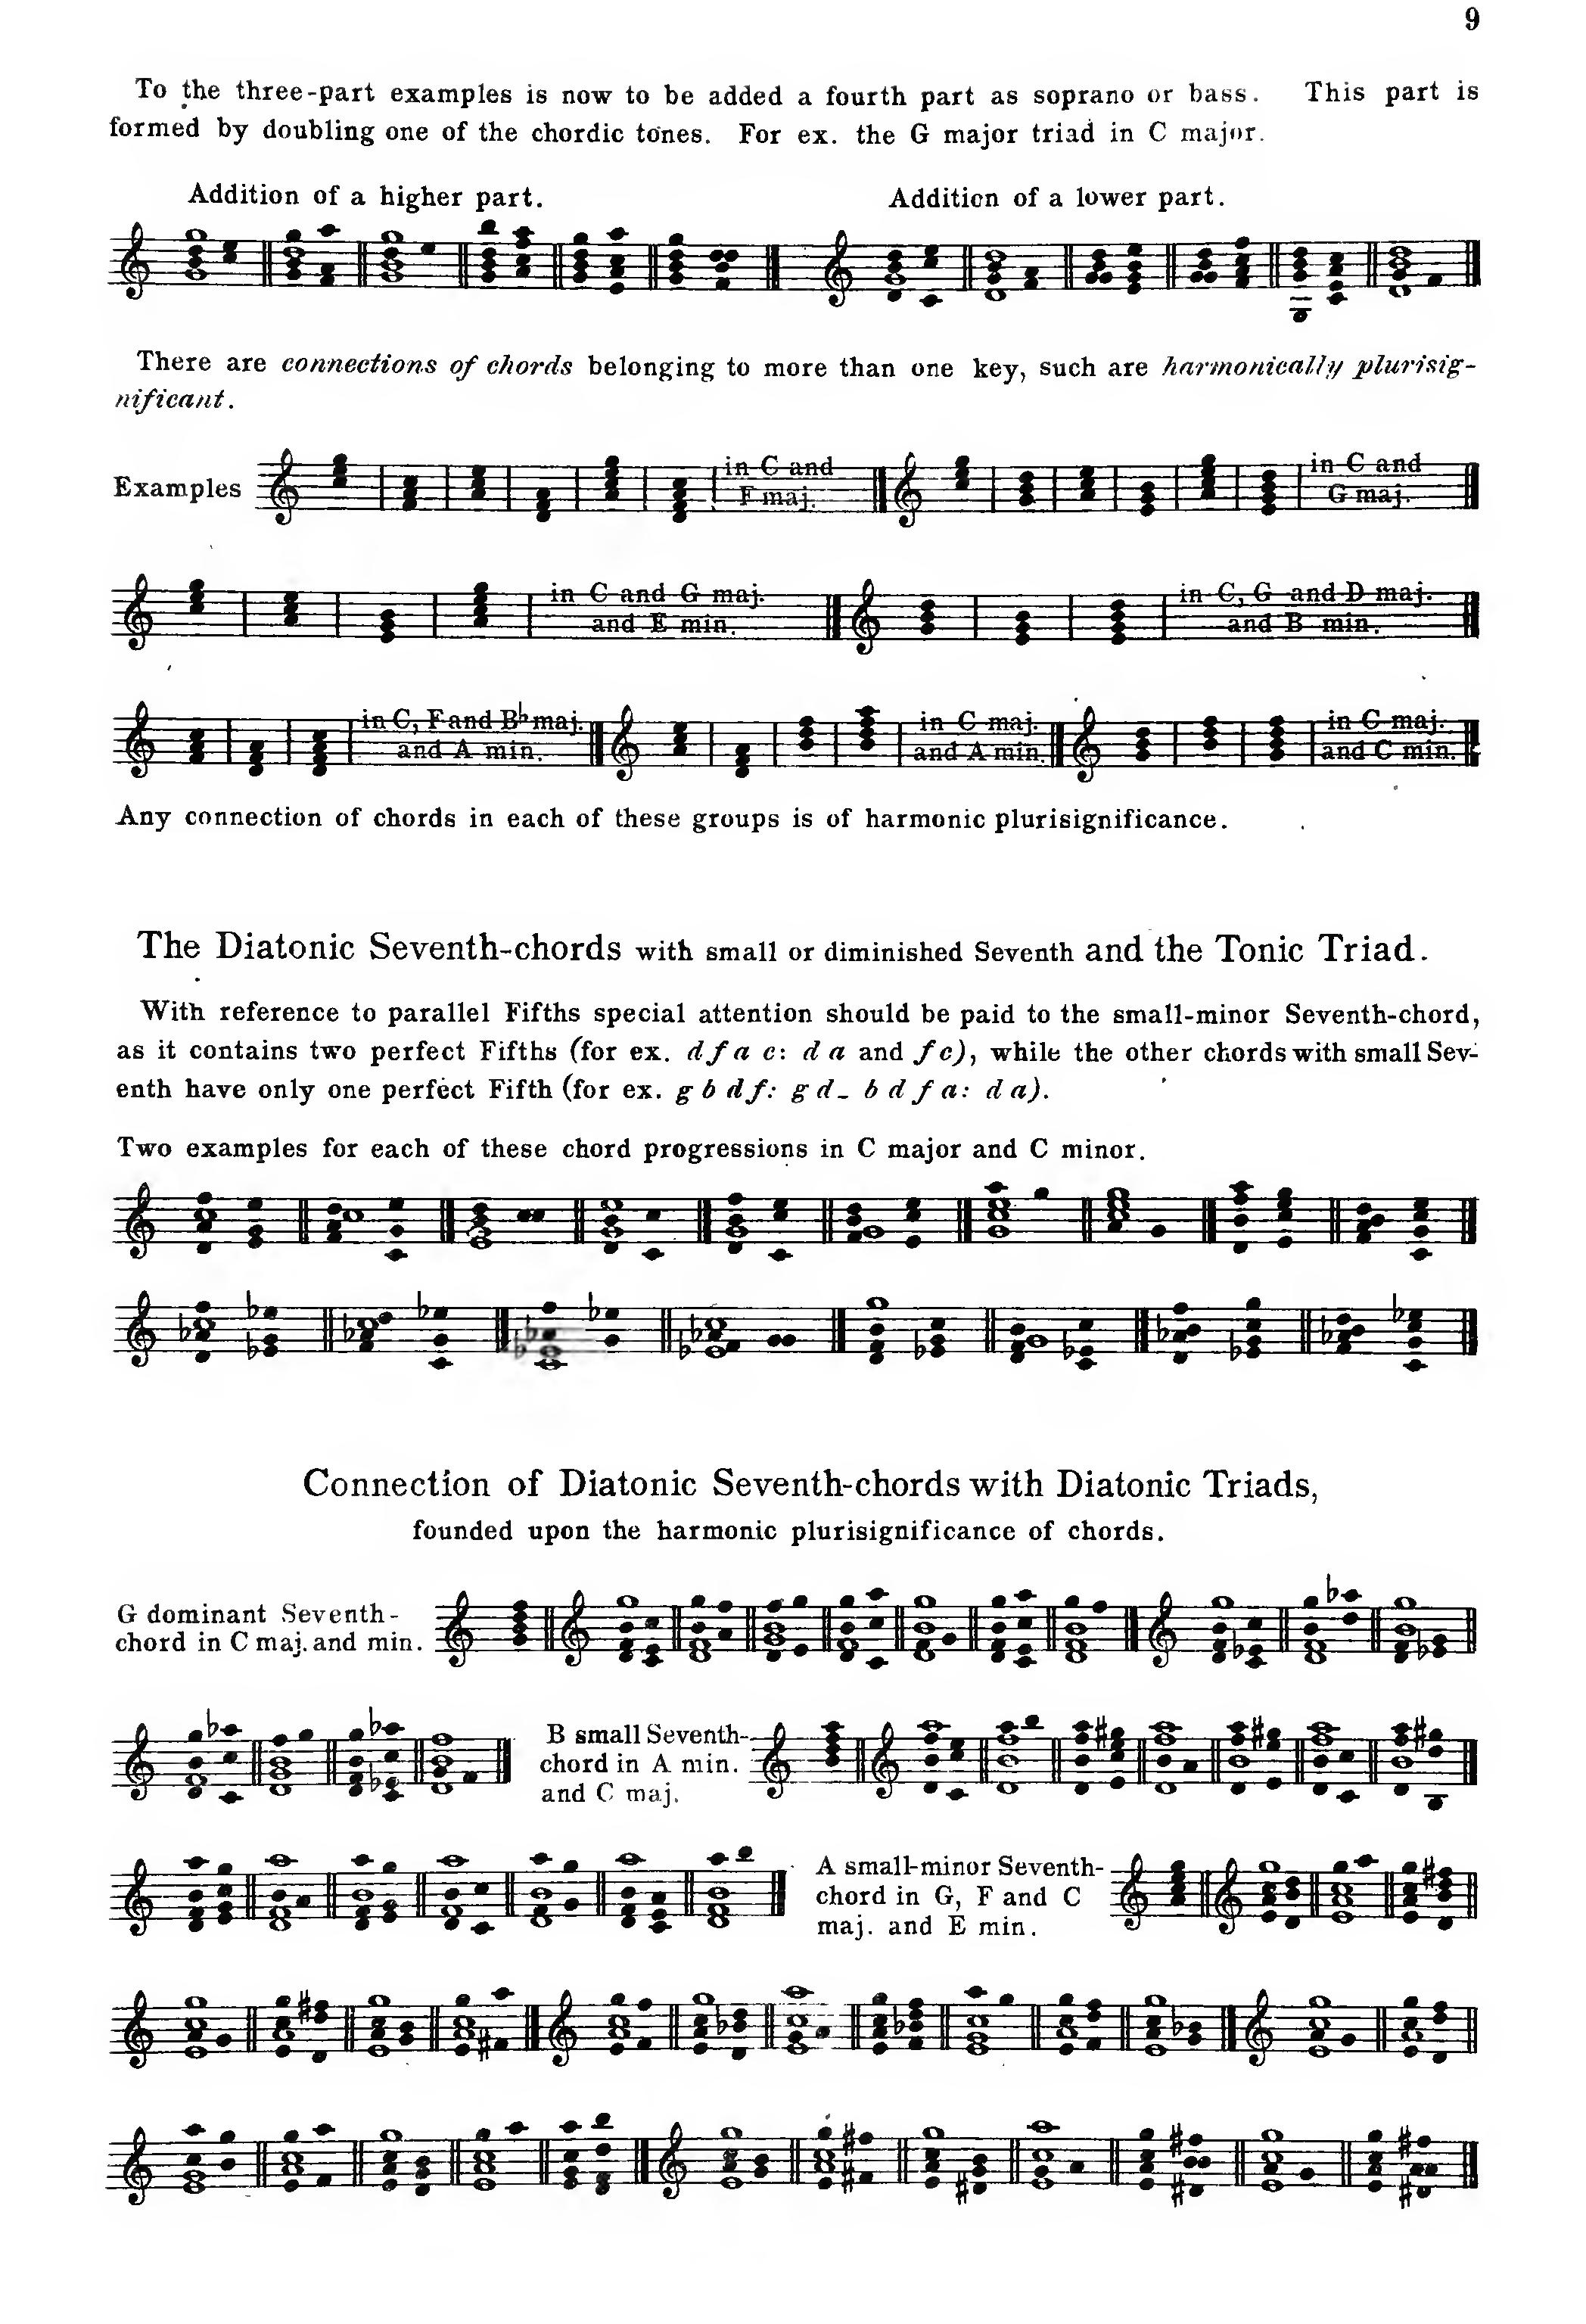 9
To the three-part examples is now to be added a fourth part as soprano or bass. This part is
formed by doubling one of the chordic tones. For ex. the G major triad in C major.
Addition of a higher part. Addition of a lower part.
There are connections of chords belonging to more than one key, such are harmonically plurisig-
nificant.
Examples
in C and
F maj.
in C and
G maj.
in C and G maj.
and E min.
in C, G and D maj.
and B min.
in C, F and B♭ maj.
and A min.
in C maj.
and A min.
in C maj.
and C min.
Any connection of chords in each of these groups is of harmonic plurisignificance.
The Diatonic Seventh-chords with small or diminished Seventh and the Tonic Triad.
With reference to parallel Fifths special attention should be paid to the small-minor Seventh-chord,
as it contains two perfect Fifths (for ex. d f a c: d a and f c), while the other chords with small Sev-
enth have only one perfect Fifth (for ex. g b d f: g d_ b d f a: d a).
Two examples for each of these chord progressions in C major and C minor.
Connection of Diatonic Seventh-chords with Diatonic Triads,
founded upon the harmonic plurisignificance of chords.
G dominant Seventh-
chord in C maj. and min.
B small Seventh-
chord in A min.
and C maj.
A small-minor Seventh-
chord in G, F and C
maj. and E min.